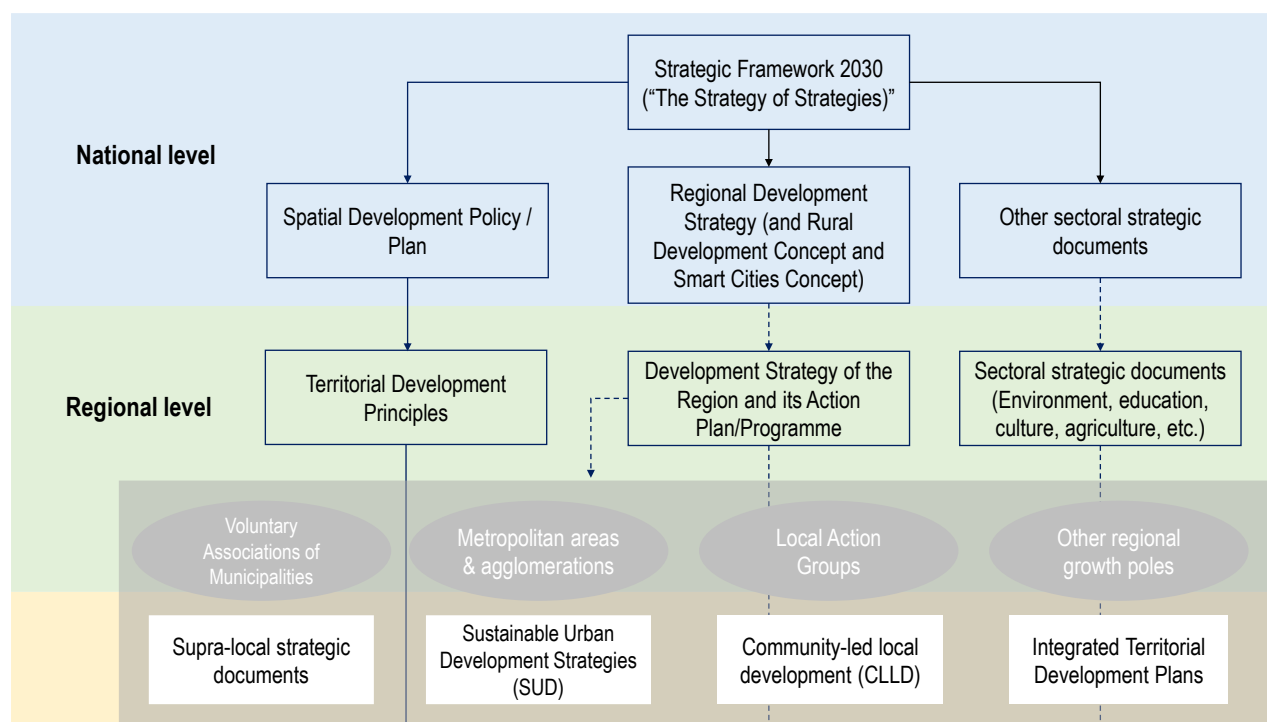 Strategic Framework 2030
(“The Strategy of Strategies)”
National level
Spatial Development Policy /
Plan
Regional Development
Strategy (and Rural
Development Concept and
Smart Cities Concept)
Other sectoral strategic
documents
Regional level
Territorial Development
Principles
Development Strategy of the
Region and its Action
Plan/Programme
Sectoral strategic documents
(Environment, education,
culture, agriculture, etc.)
Voluntary
Associations of
Municipalities
Metropolitan areas
& agglomerations
Local Action
Groups
Other regional
growth poles
Supra-local strategic
documents
Sustainable Urban
Development Strategies
(SUD)
Community-led local
development (CLLD)
Integrated Territorial
Development Plans